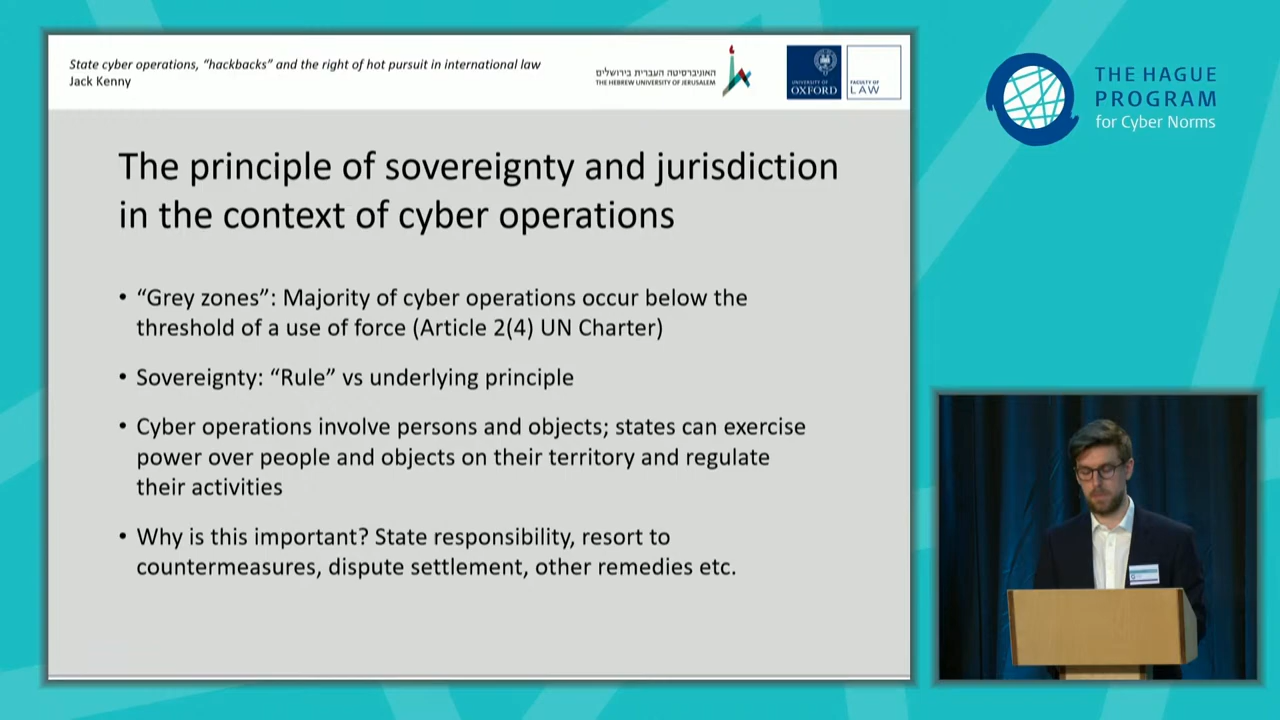 State cyber operations, "hackbacks" and the right of hot pursuit in international law
Jack Kenny
האוניברסיטה העברית בירושלים
THE HEBREW UNIVERSITY OF JERUSALEM
UNIVERSITY OF
OXFORD
FACULTY OF
LAW
THE HAGUE
PROGRAM
for Cyber Norms
The principle of sovereignty and jurisdiction
in the context of cyber operations
• “Grey zones”: Majority of cyber operations occur below the
threshold of a use of force (Article 2(4) UN Charter)
• Sovereignty: “Rule” vs underlying principle
• Cyber operations involve persons and objects; states can exercise
power over people and objects on their territory and regulate
their activities
• Why is this important? State responsibility, resort to
countermeasures, dispute settlement, other remedies etc.